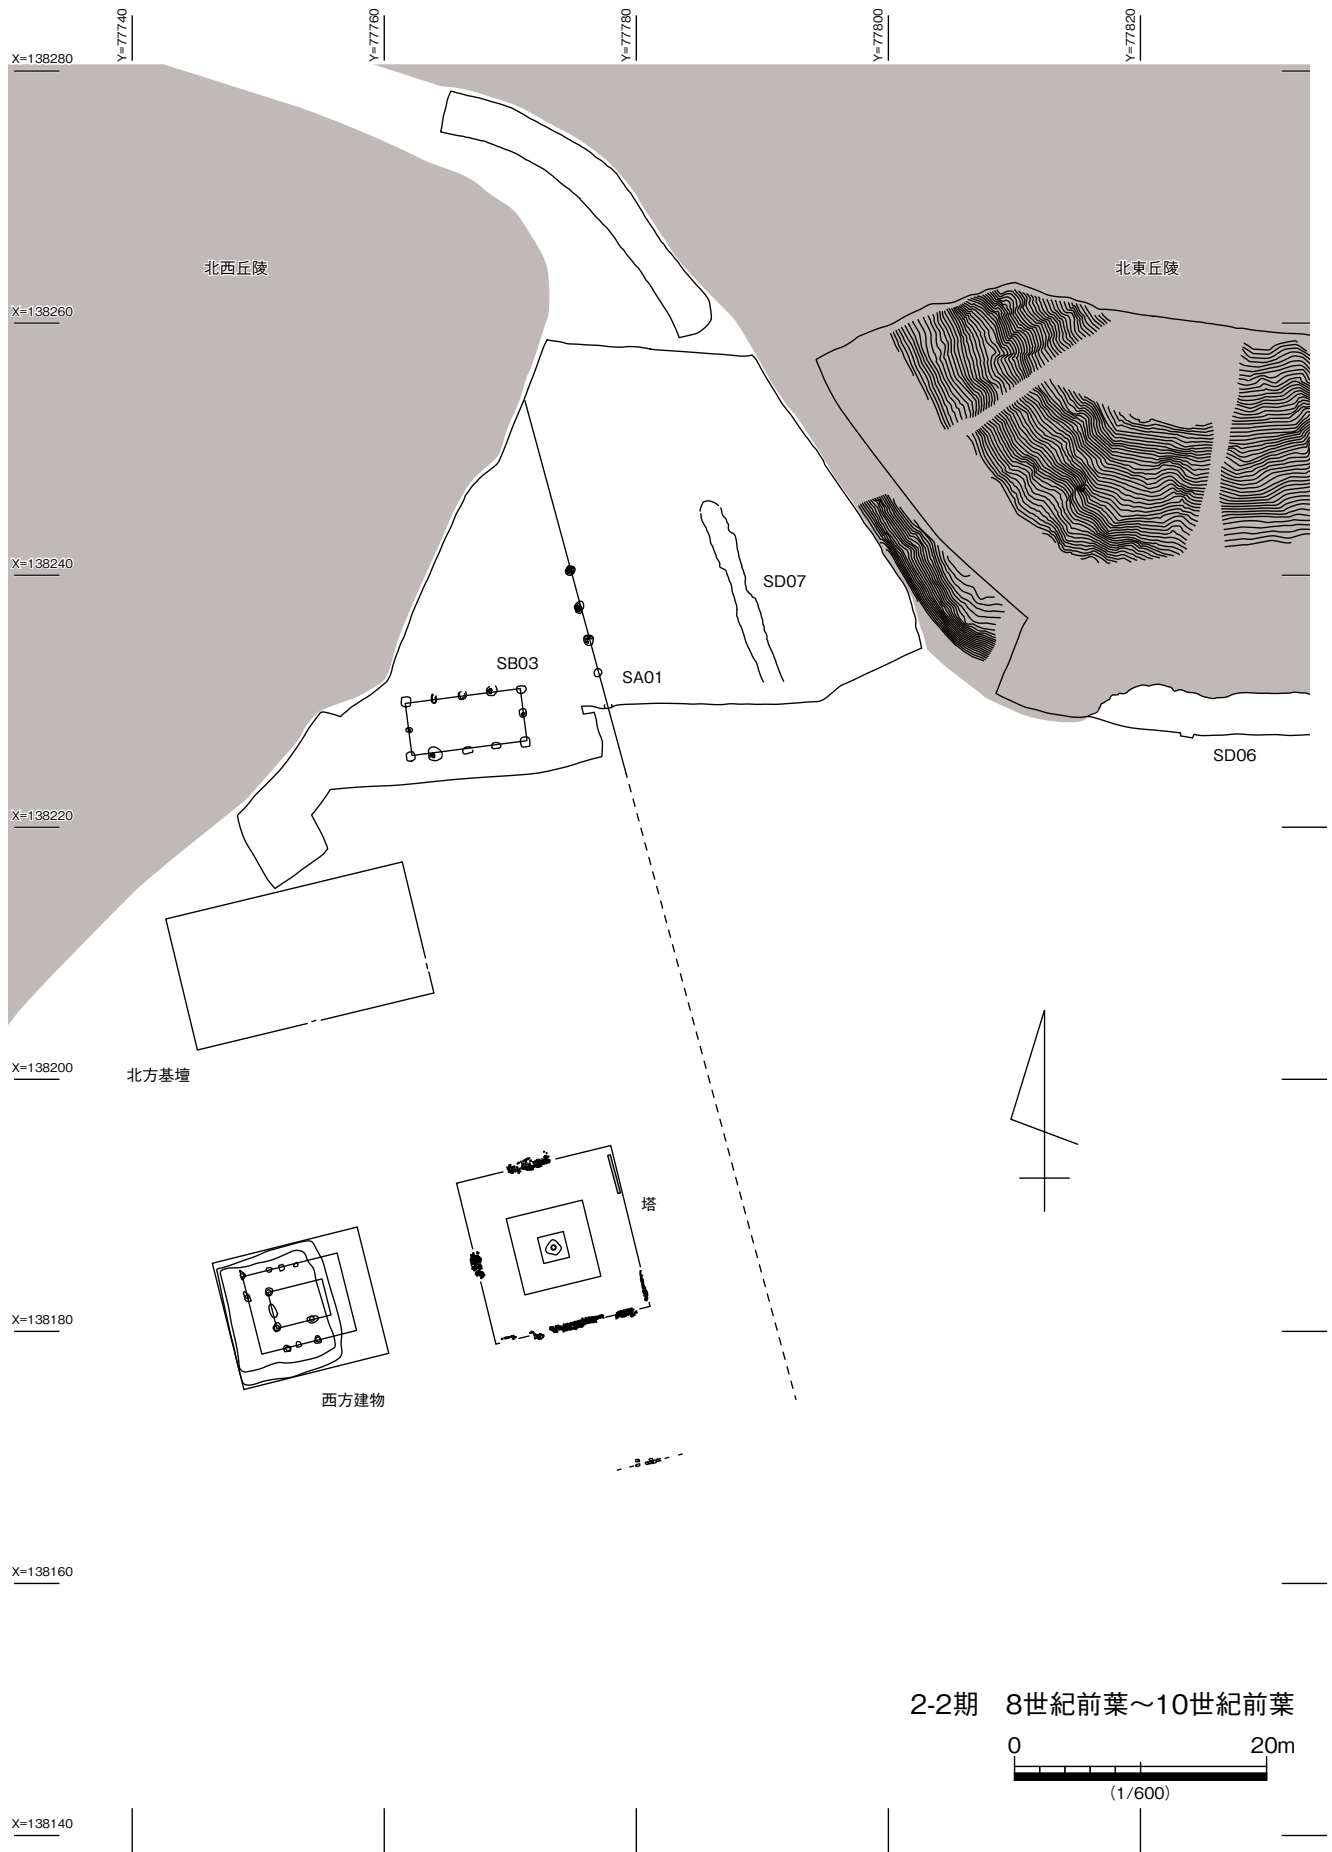 Y=77740
Y=77760
Y=77780
Y=77800
Y=77820
X=138280
北西丘陵
北東丘陵
X=138260
X=138240
SD07
SB03
SA01
SD06
X=138220
X=138200
北方基壇
塔
X=138180
西方建物
X=138160
2-2期 8世紀前葉～10世紀前葉
0 20m
(1/600)
X=138140